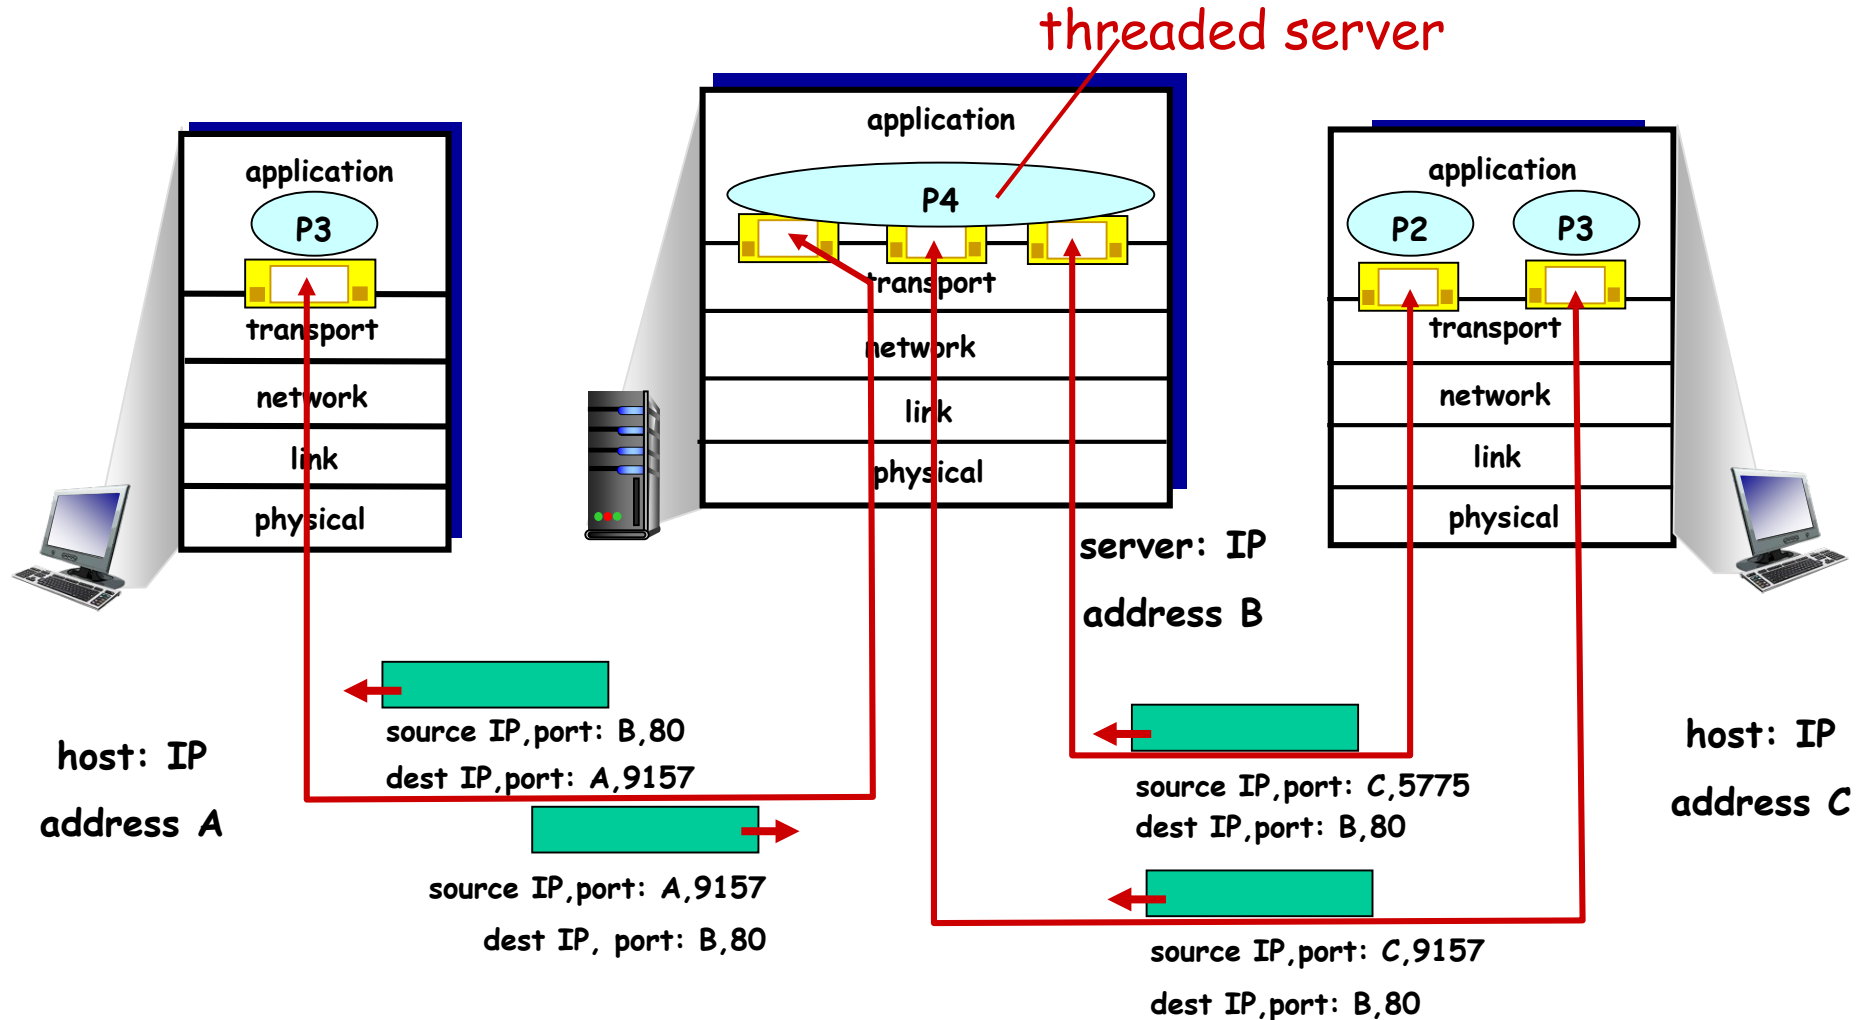 threaded server
application
P3
transport
network
link
physical
application
P4
transport
network
link
physical
application
P2
P3
transport
network
link
physical
server: IP
address B
host: IP
address A
source IP,port: B,80
dest IP,port: A,9157
source IP,port: A,9157
dest IP, port: B,80
source IP,port: C,5775
dest IP,port: B,80
source IP,port: C,9157
dest IP,port: B,80
host: IP
address C